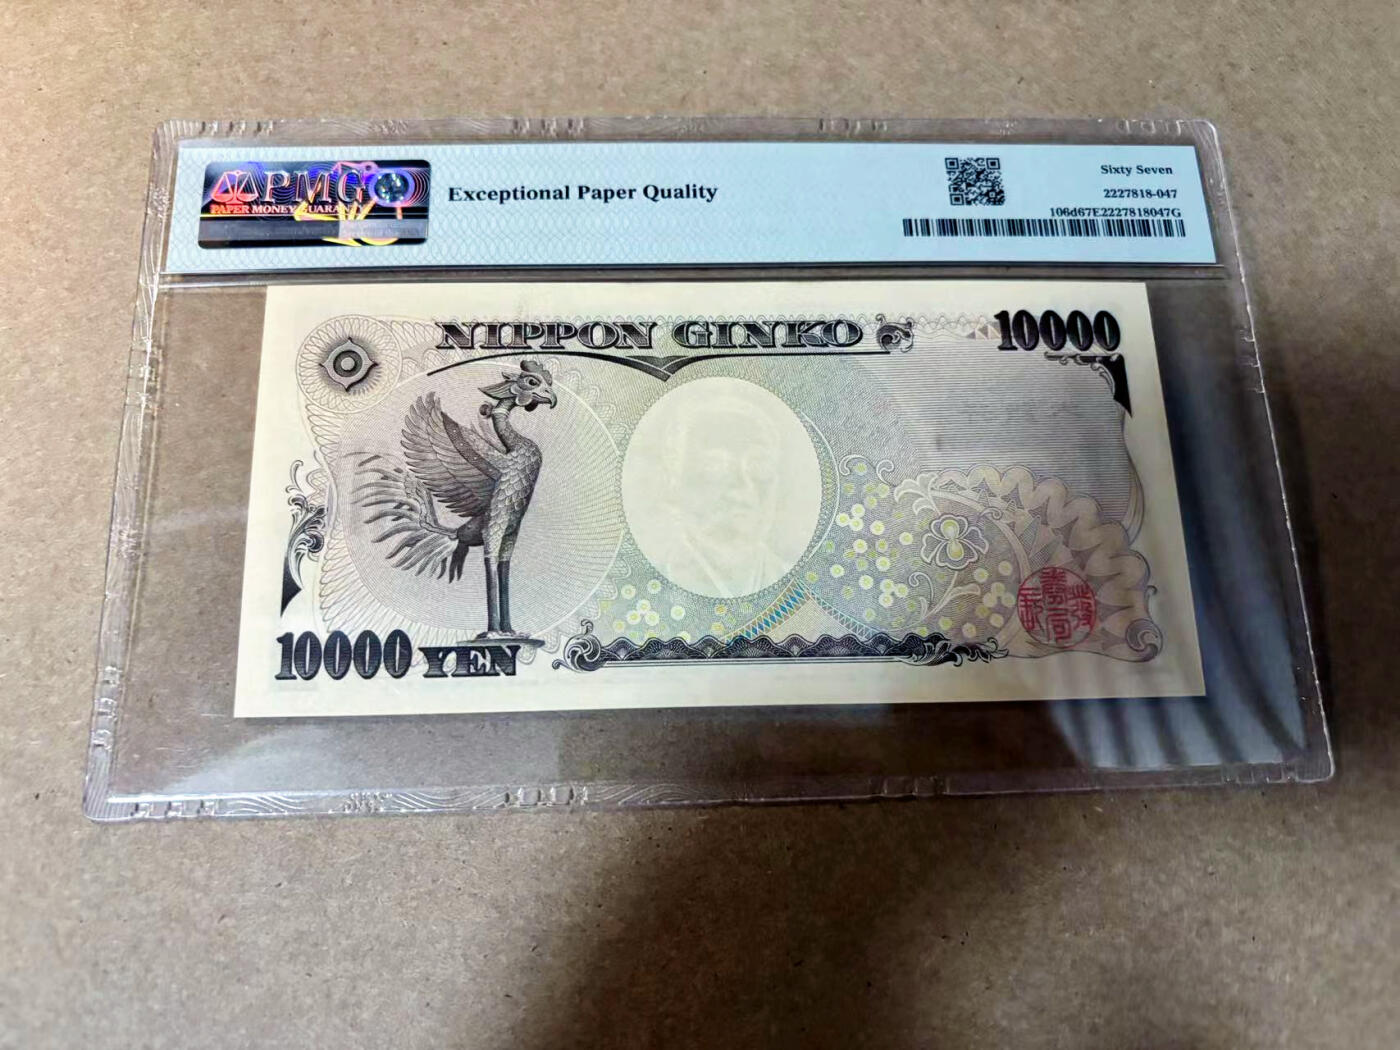 PMG
PAPER MONEY GUARANTY
Exceptional Paper Quality
Sixty Seven
2227818-047
106d67E2227818047G
NIPPON GINKO
10000
10000 YEN